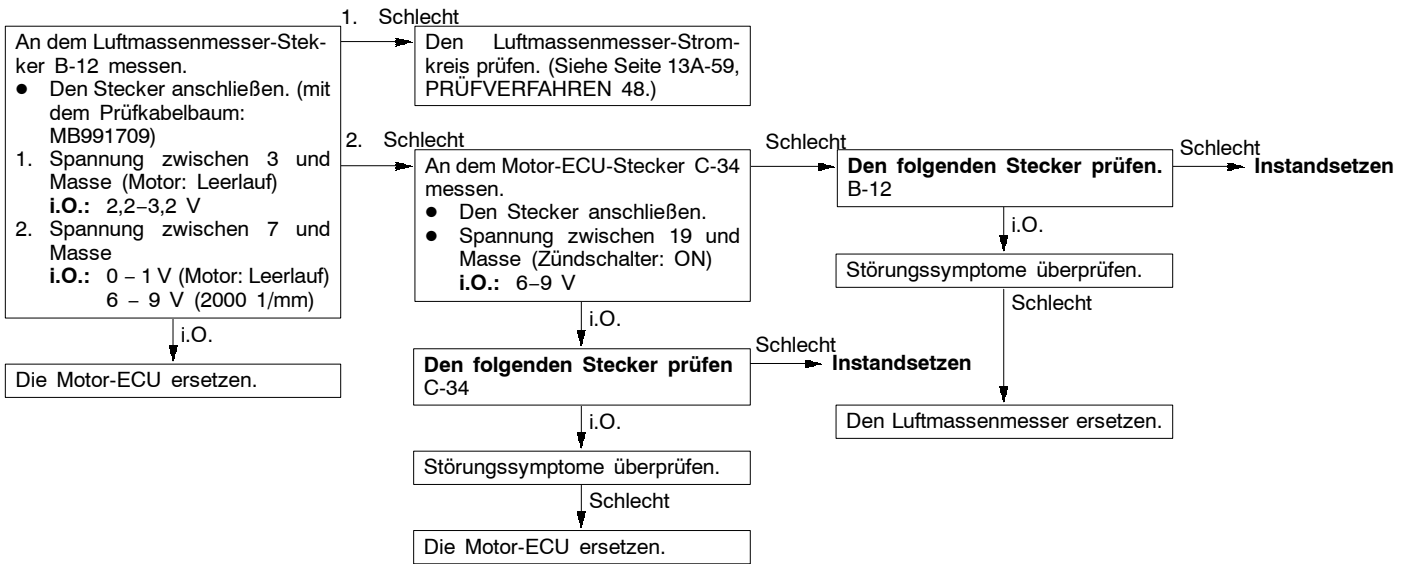 1. Schlecht
An dem Luftmassenmesser-Stek-
ker B-12 messen.
● Den Stecker anschließen. (mit
dem Prüfkabelbaum:
MB991709)
1. Spannung zwischen 3 und
Masse (Motor: Leerlauf)
i.O.: 2,2–3,2 V
2. Spannung zwischen 7 und
Masse
i.O.: 0 – 1 V (Motor: Leerlauf)
6 – 9 V (2000 1/mm)
i.O.
Die Motor-ECU ersetzen.
Den Luftmassenmesser-Strom-
kreis prüfen. (Siehe Seite 13A-59,
PRÜFVERFAHREN 48.)
2. Schlecht
An dem Motor-ECU-Stecker C-34
messen.
● Den Stecker anschließen.
● Spannung zwischen 19 und
Masse (Zündschalter: ON)
i.O.: 6–9 V
i.O.
Den folgenden Stecker prüfen
C-34
Schlecht
Instandsetzen
i.O.
Störungssymptome überprüfen.
Schlecht
Die Motor-ECU ersetzen.
Schlecht
Den folgenden Stecker prüfen.
B-12
Schlecht
Instandsetzen
i.O.
Störungssymptome überprüfen.
Schlecht
Den Luftmassenmesser ersetzen.